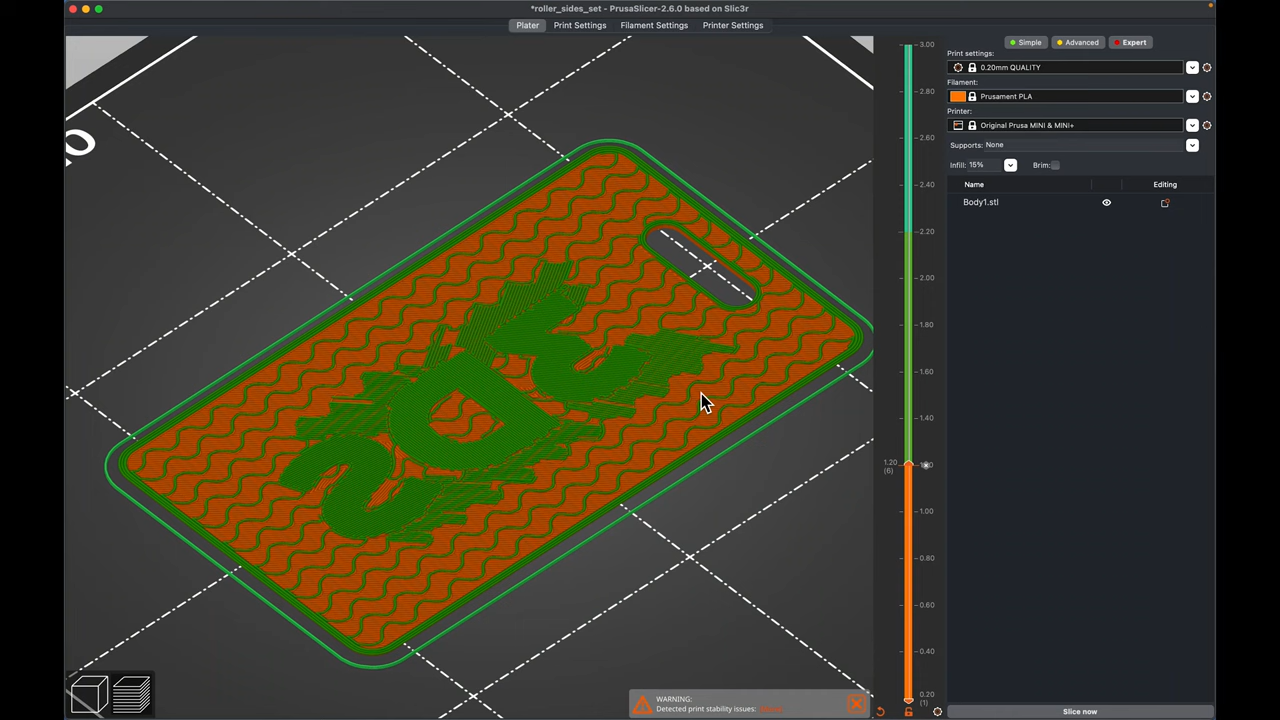 *roller_sides_set - PrusaSlicer-2.6.0 based on Slic3r
Plater Print Settings Filament Settings Printer Settings
Simple Advanced Expert
Print settings:
0.20mm QUALITY
Filament:
Prusament PLA
Printer:
Original Prusa MINI & MINI+
Supports: None
Infill: 15% Brim:
Name Editing
Body1.stl
3.00
2.80
2.60
2.40
2.20
2.00
1.80
1.60
1.40
1.20
(6)
1.00
0.80
0.60
0.40
0.20
(1)
WARNING:
Detected print stability issues:
Slice now